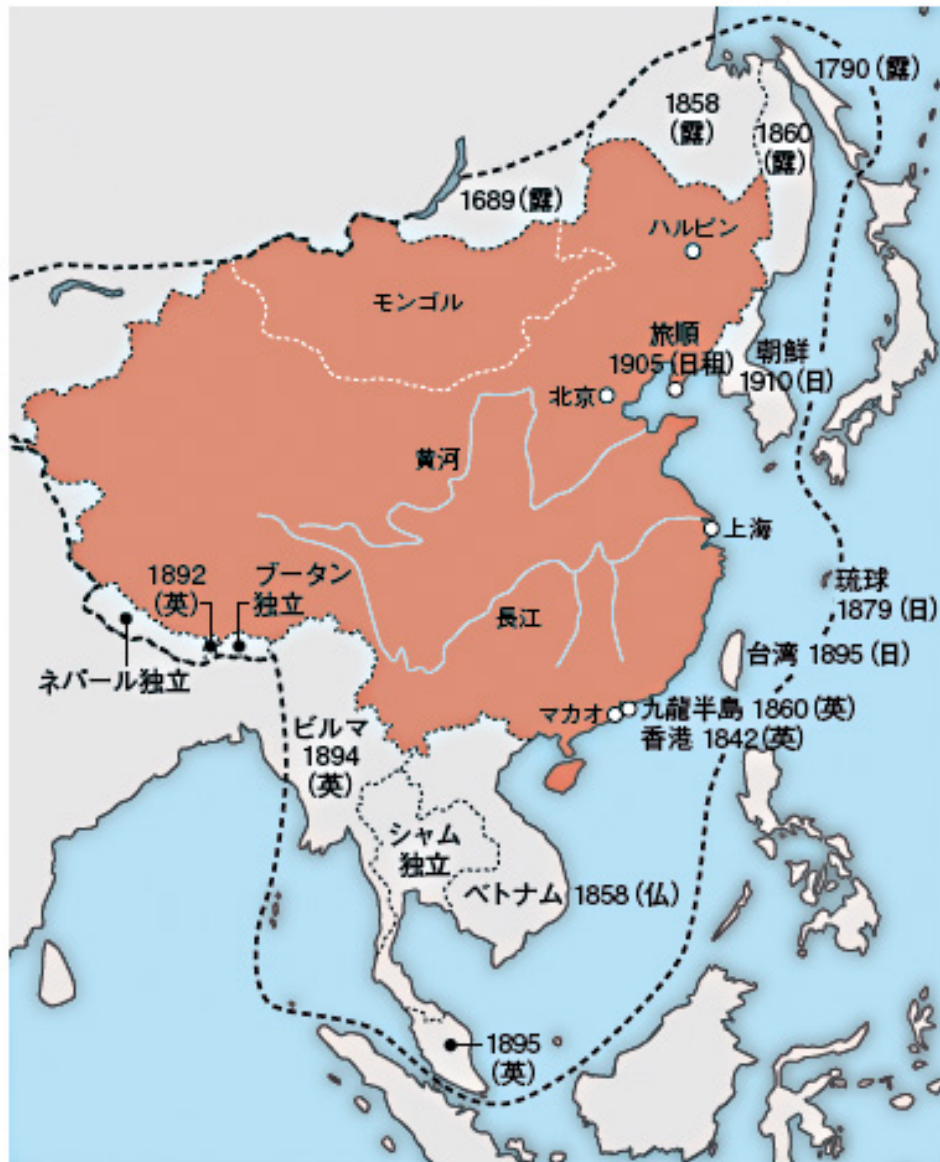 1790(露)
1858
(露)
1860
(露)
1689(露)
ハルビン
モンゴル
旅順
1905(日租)
朝鮮
1910(日)
北京
黄河
上海
1892
(英)
ブータン
独立
琉球
1879(日)
長江
台湾 1895(日)
ネパール独立
マカオ
九龍半島 1860(英)
香港 1842(英)
ビルマ
1894
(英)
シャム
独立
ベトナム 1858(仏)
1895
(英)